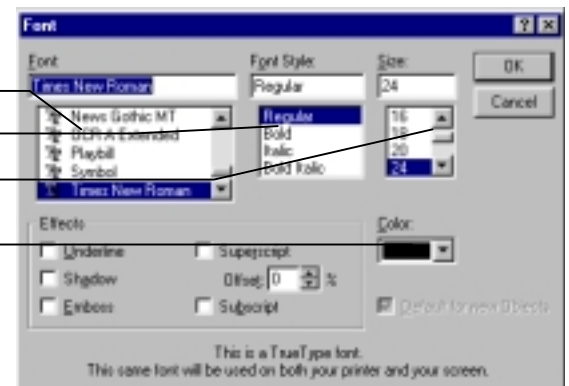 Font
Font: Font Style: Size:
Times New Roman Regular 24 OK
News Gothic MT Regular 16 Cancel
OCR A Extended Bold 18
Playbill Italic 20
Symbol Bold Italic 24
Times New Roman
Effects Color:
Underline Superscript
Shadow Offset: 0 %
Emboss Subscript Default for new Objects
This is a TrueType font.
This same font will be used on both your printer and your screen.